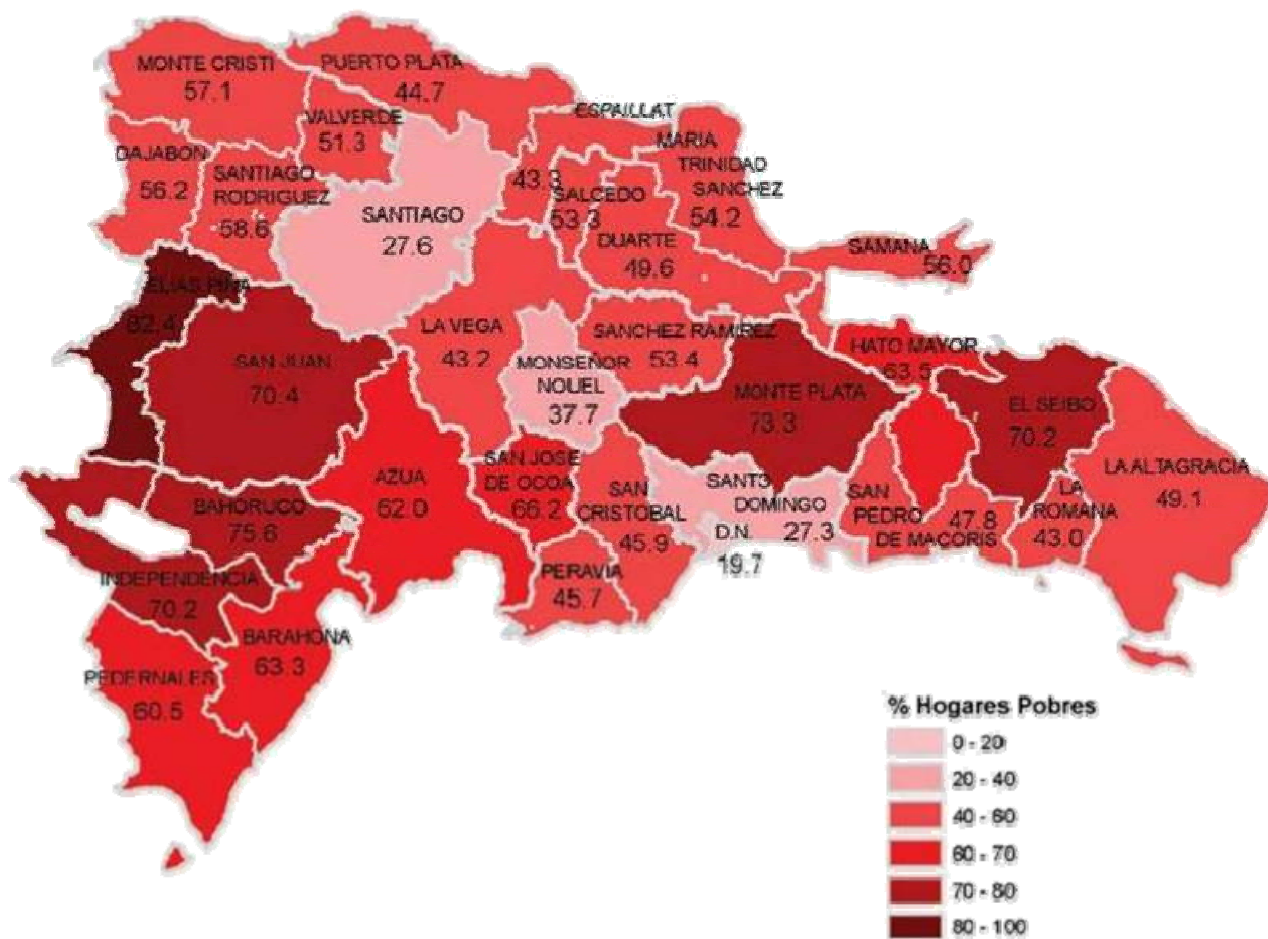 MONTE CRISTI
57.1
PUERTO PLATA
44.7
ESPAILLAT
43.3
VALVERDE
51.3
DAJABON
56.2
SANTIAGO
RODRIGUEZ
58.6
SANTIAGO
27.6
SALCEDO
53.3
MARIA
TRINIDAD
SANCHEZ
54.2
DUARTE
49.6
SAMANA
56.0
ELIAS PIÑA
82.4
SAN JUAN
70.4
LA VEGA
43.2
MONSEÑOR
NOUEL
37.7
SANCHEZ RAMIREZ
53.4
MONTE PLATA
73.3
HATO MAYOR
63.5
EL SEIBO
70.2
LA ALTAGRACIA
49.1
BAHORUCO
75.6
AZUA
62.0
SAN JOSE
DE OCOA
66.2
SAN
CRISTOBAL
45.9
SANTO
DOMINGO
27.3
D.N.
19.7
SAN
PEDRO
DE MACORIS
47.8
LA
ROMANA
43.0
INDEPENDENCIA
70.2
PERAVIA
45.7
BARAHONA
63.3
PEDERNALES
60.5
% Hogares Pobres
0 - 20
20 - 40
40 - 60
60 - 70
70 - 80
80 - 100